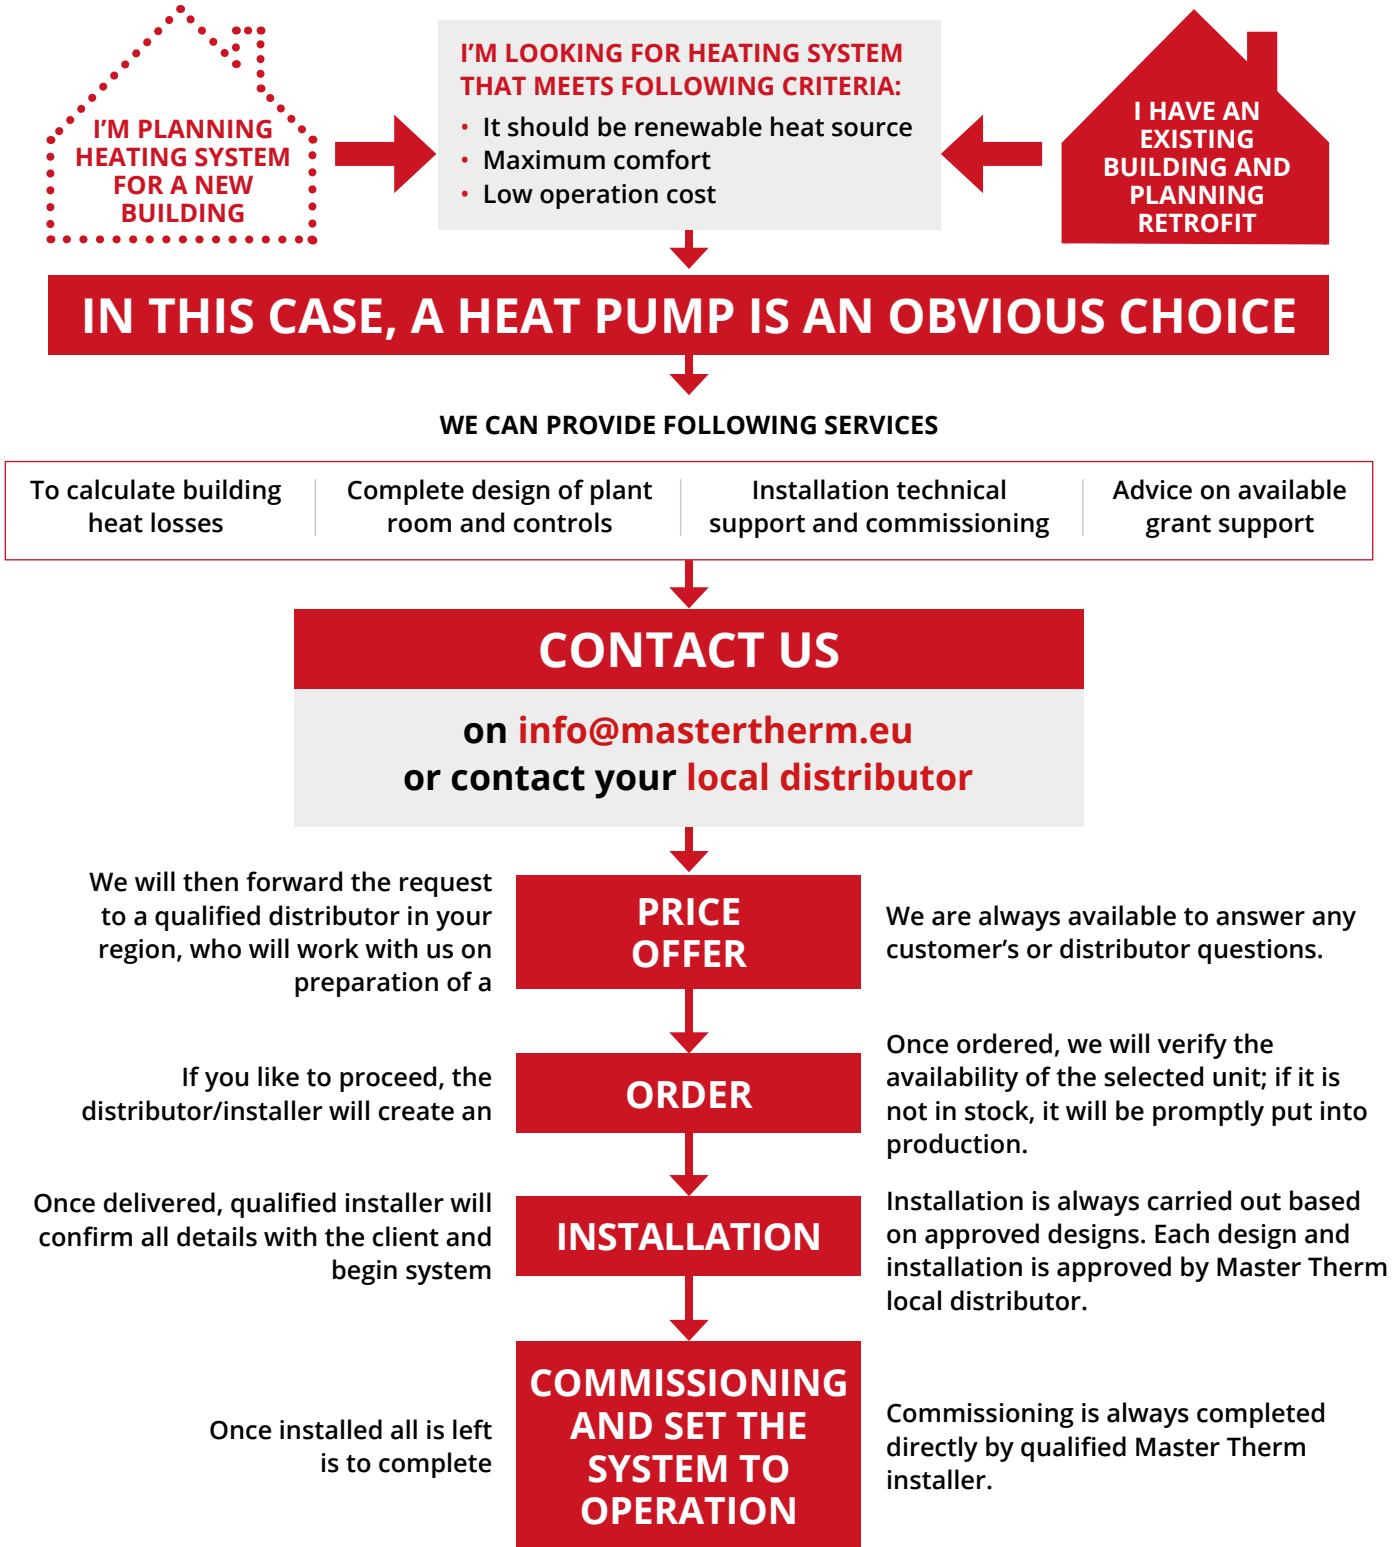 I'M PLANNING
HEATING SYSTEM
FOR A NEW
BUILDING
I'M LOOKING FOR HEATING SYSTEM
THAT MEETS FOLLOWING CRITERIA:
• It should be renewable heat source
• Maximum comfort
• Low operation cost
I HAVE AN
EXISTING
BUILDING AND
PLANNING
RETROFIT
IN THIS CASE, A HEAT PUMP IS AN OBVIOUS CHOICE
WE CAN PROVIDE FOLLOWING SERVICES
To calculate building
heat losses
Complete design of plant
room and controls
Installation technical
support and commissioning
Advice on available
grant support
CONTACT US
on info@mastertherm.eu
or contact your local distributor
We will then forward the request
to a qualified distributor in your
region, who will work with us on
preparation of a
PRICE
OFFER
We are always available to answer any
customer's or distributor questions.
If you like to proceed, the
distributor/installer will create an
ORDER
Once ordered, we will verify the
availability of the selected unit; if it is
not in stock, it will be promptly put into
production.
Once delivered, qualified installer will
confirm all details with the client and
begin system
INSTALLATION
Installation is always carried out based
on approved designs. Each design and
installation is approved by Master Therm
local distributor.
Once installed all is left
is to complete
COMMISSIONING
AND SET THE
SYSTEM TO
OPERATION
Commissioning is always completed
directly by qualified Master Therm
installer.